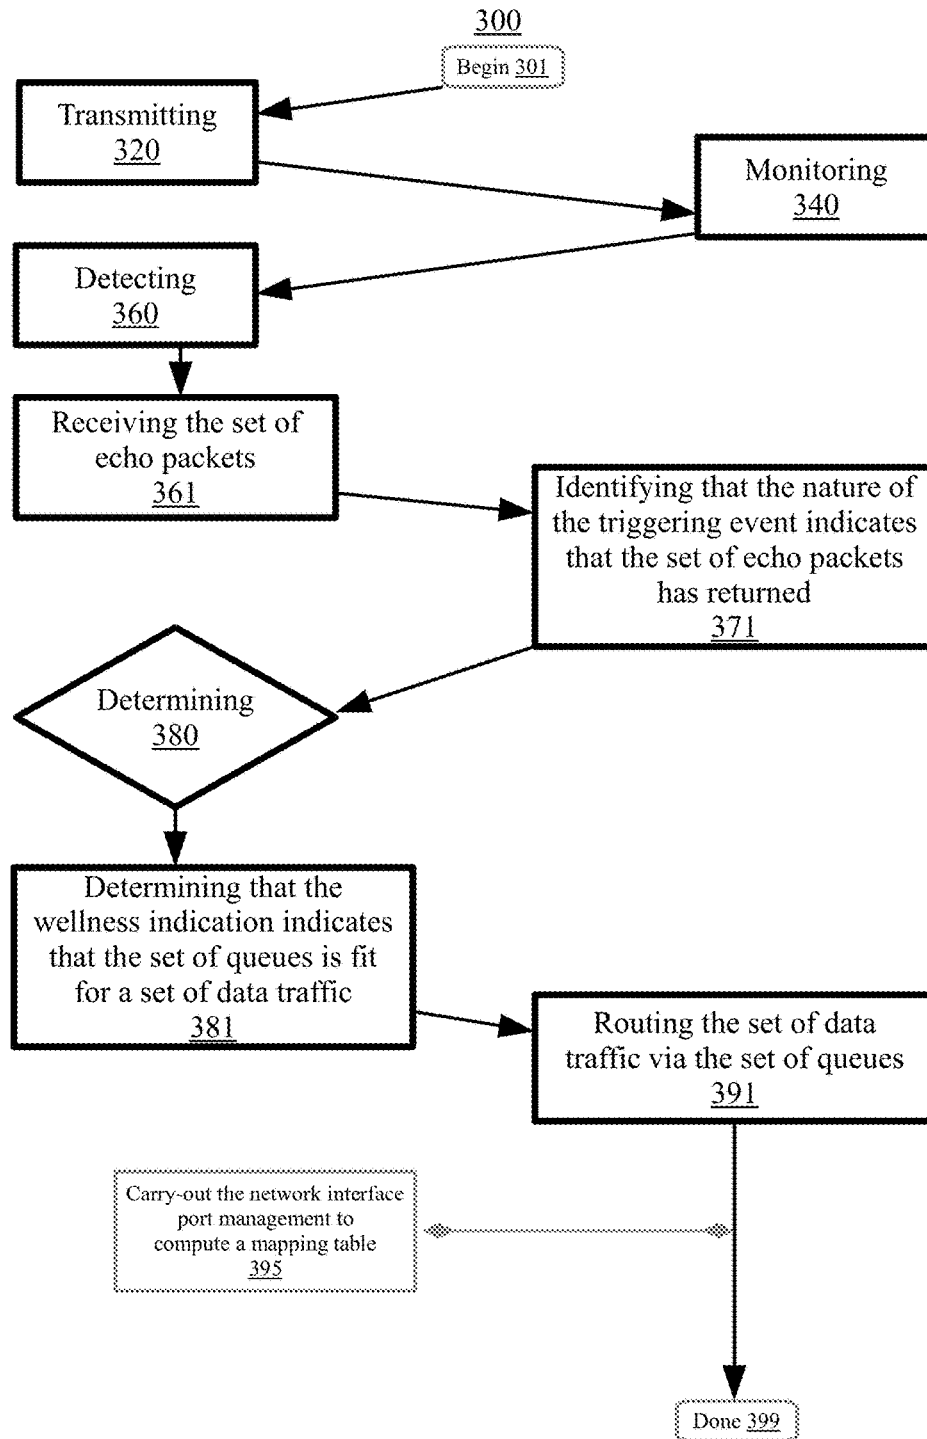 300
Begin 301
Transmitting
320
Monitoring
340
Detecting
360
Receiving the set of
echo packets
361
Identifying that the nature of
the triggering event indicates
that the set of echo packets
has returned
371
Determining
380
Determining that the
wellness indication indicates
that the set of queues is fit
for a set of data traffic
381
Routing the set of data
traffic via the set of queues
391
Carry-out the network interface
port management to
compute a mapping table
395
Done 399